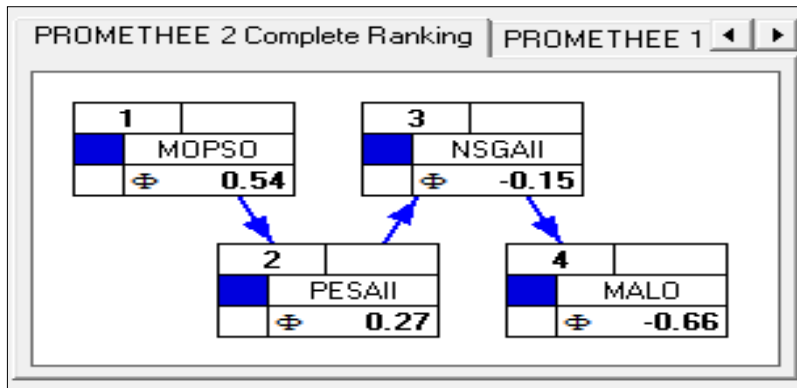 PROMETHEE 2 Complete Ranking
PROMETHEE 1
1
MOPSO
Φ 0.54
2
PESAII
Φ 0.27
3
NSGAII
Φ -0.15
4
MALO
Φ -0.66